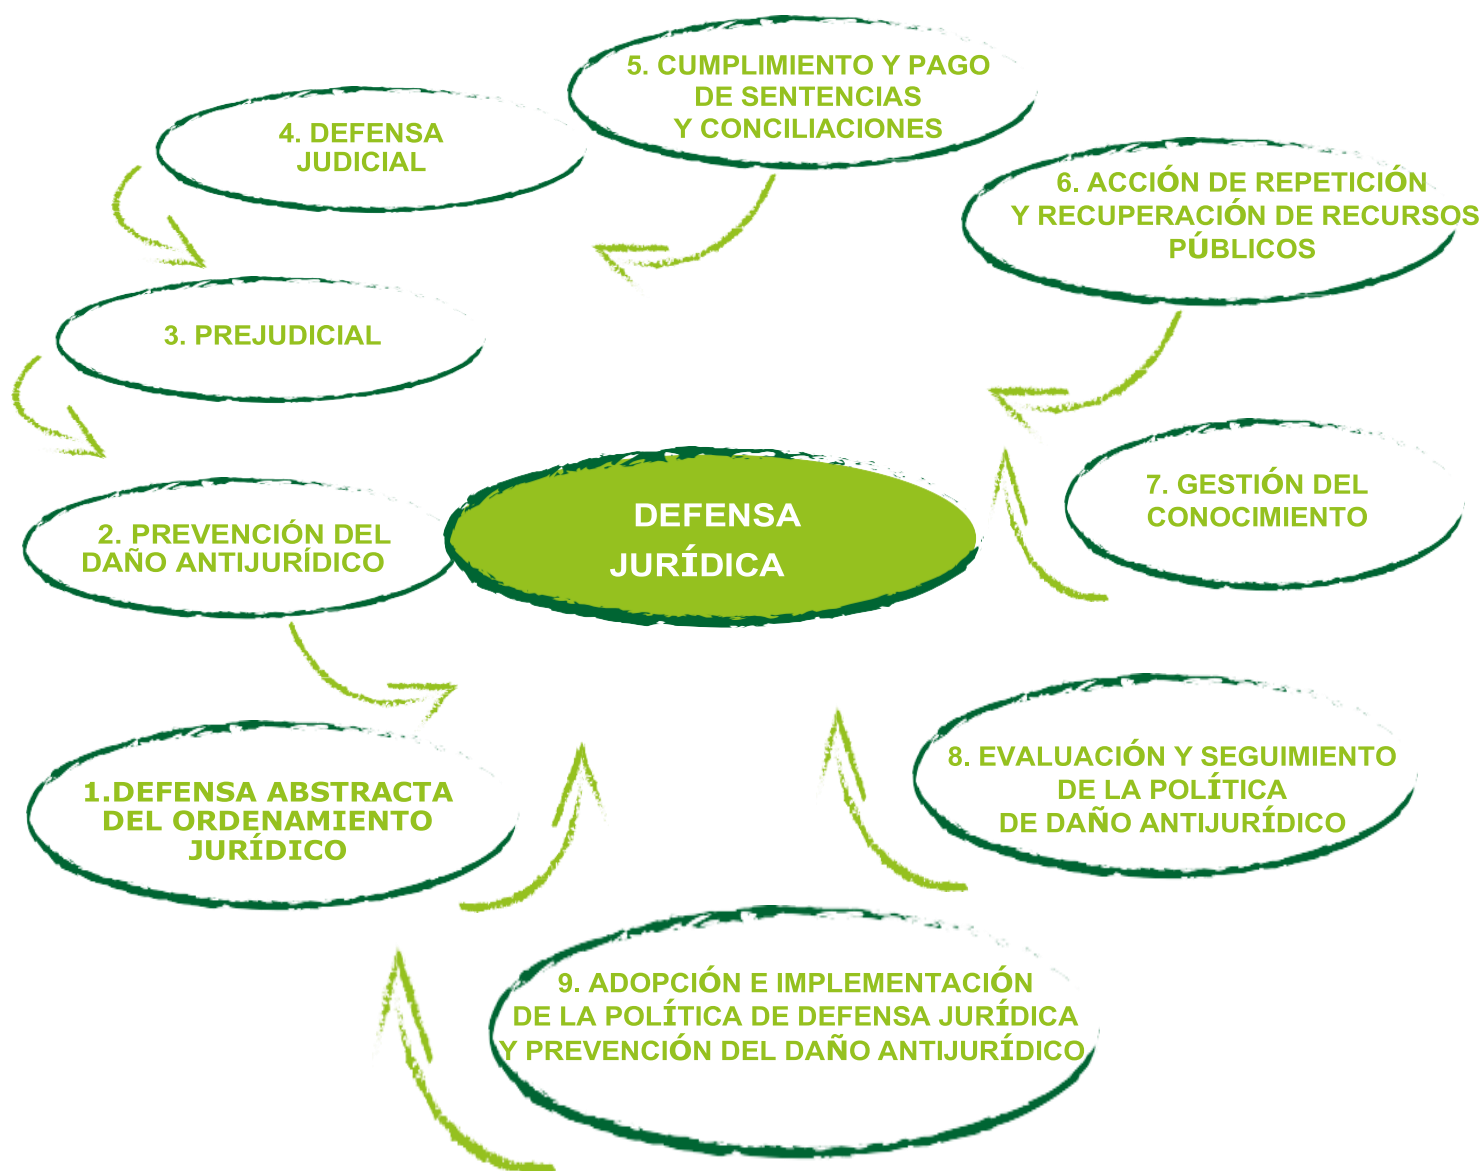 5. CUMPLIMIENTO Y PAGO
DE SENTENCIAS
Y CONCILIACIONES
4. DEFENSA
JUDICIAL
6. ACCIÓN DE REPETICIÓN
Y RECUPERACIÓN DE RECURSOS
PÚBLICOS
3. PREJUDICIAL
7. GESTIÓN DEL
CONOCIMIENTO
DEFENSA
JURÍDICA
2. PREVENCIÓN DEL
DAÑO ANTIJURÍDICO
8. EVALUACIÓN Y SEGUIMIENTO
DE LA POLÍTICA
DE DAÑO ANTIJURÍDICO
1.DEFENSA ABSTRACTA
DEL ORDENAMIENTO
JURÍDICO
9. ADOPCIÓN E IMPLEMENTACIÓN
DE LA POLÍTICA DE DEFENSA JURÍDICA
Y PREVENCIÓN DEL DAÑO ANTIJURÍDICO